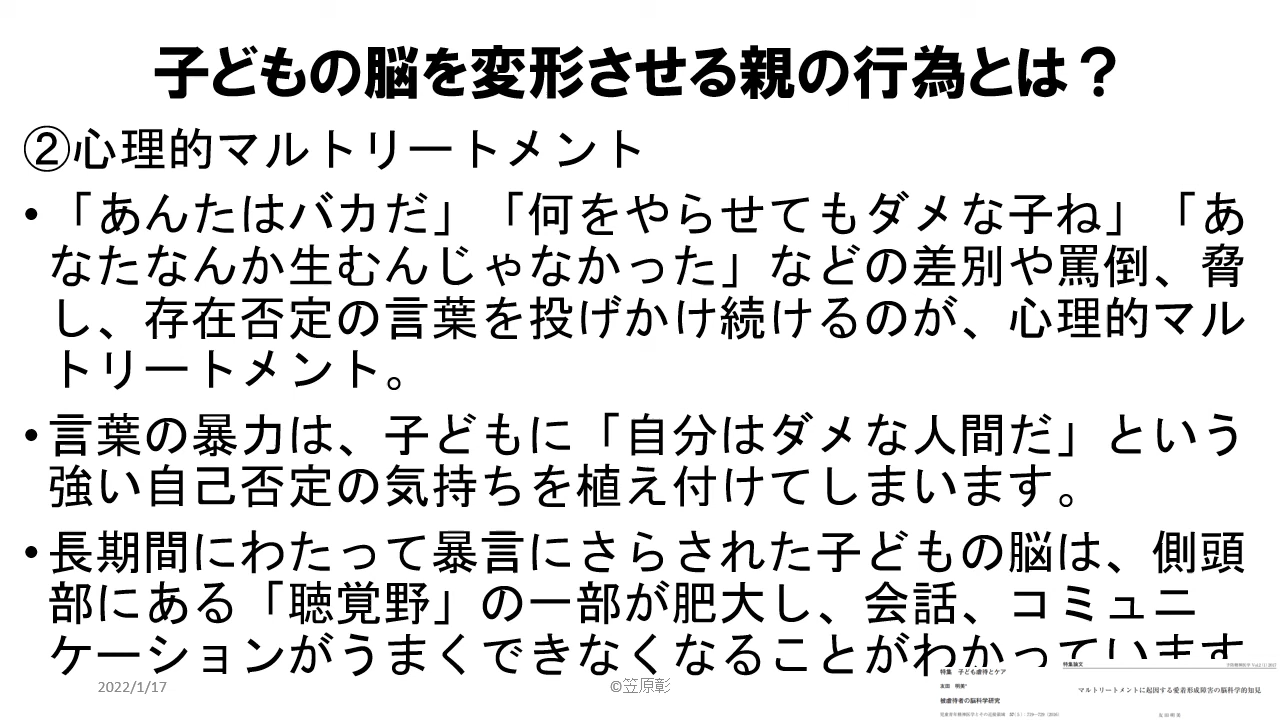 子どもの脳を変形させる親の行為とは？
②心理的マルトリートメント
• 「あんたはバカだ」「何をやらせてもダメな子ね」「あ
なたなんか生むんじゃなかった」などの差別や罵倒、脅
し、存在否定の言葉を投げかけ続けるのが、心理的マル
トリートメント。
• 言葉の暴力は、子どもに「自分はダメな人間だ」という
強い自己否定の気持ちを植え付けてしまいます。
• 長期間にわたって暴言にさらされた子どもの脳は、側頭
部にある「聴覚野」の一部が肥大し、会話、コミュニ
ケーションがうまくできなくなることがわかっています
2022/1/17
©笠原彰
特集 子ども虐待とケア
友田 明美*
被虐待者の脳科学研究
特集論文
マルトリートメントに起因する愛着形成障害の脳科学的知見
友田明美